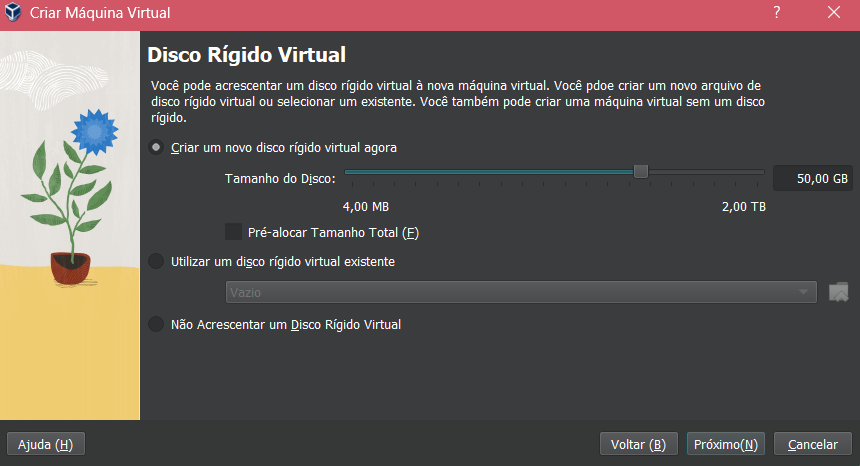 Criar Máquina Virtual
?
Disco Rígido Virtual
Você pode acrescentar um disco rígido virtual à nova máquina virtual. Você pdoe criar um novo arquivo de
disco rígido virtual ou selecionar um existente. Você também pode criar uma máquina virtual sem um disco
rígido.
Criar um novo disco rígido virtual agora
Tamanho do Disco:
50,00 GB
4,00 MB
2,00 TB
Pré-alocar Tamanho Total (F)
Utilizar um disco rígido virtual existente
Vazio
Não Acrescentar um Disco Rígido Virtual
Ajuda (H)
Voltar (B)
Próximo(N)
Cancelar